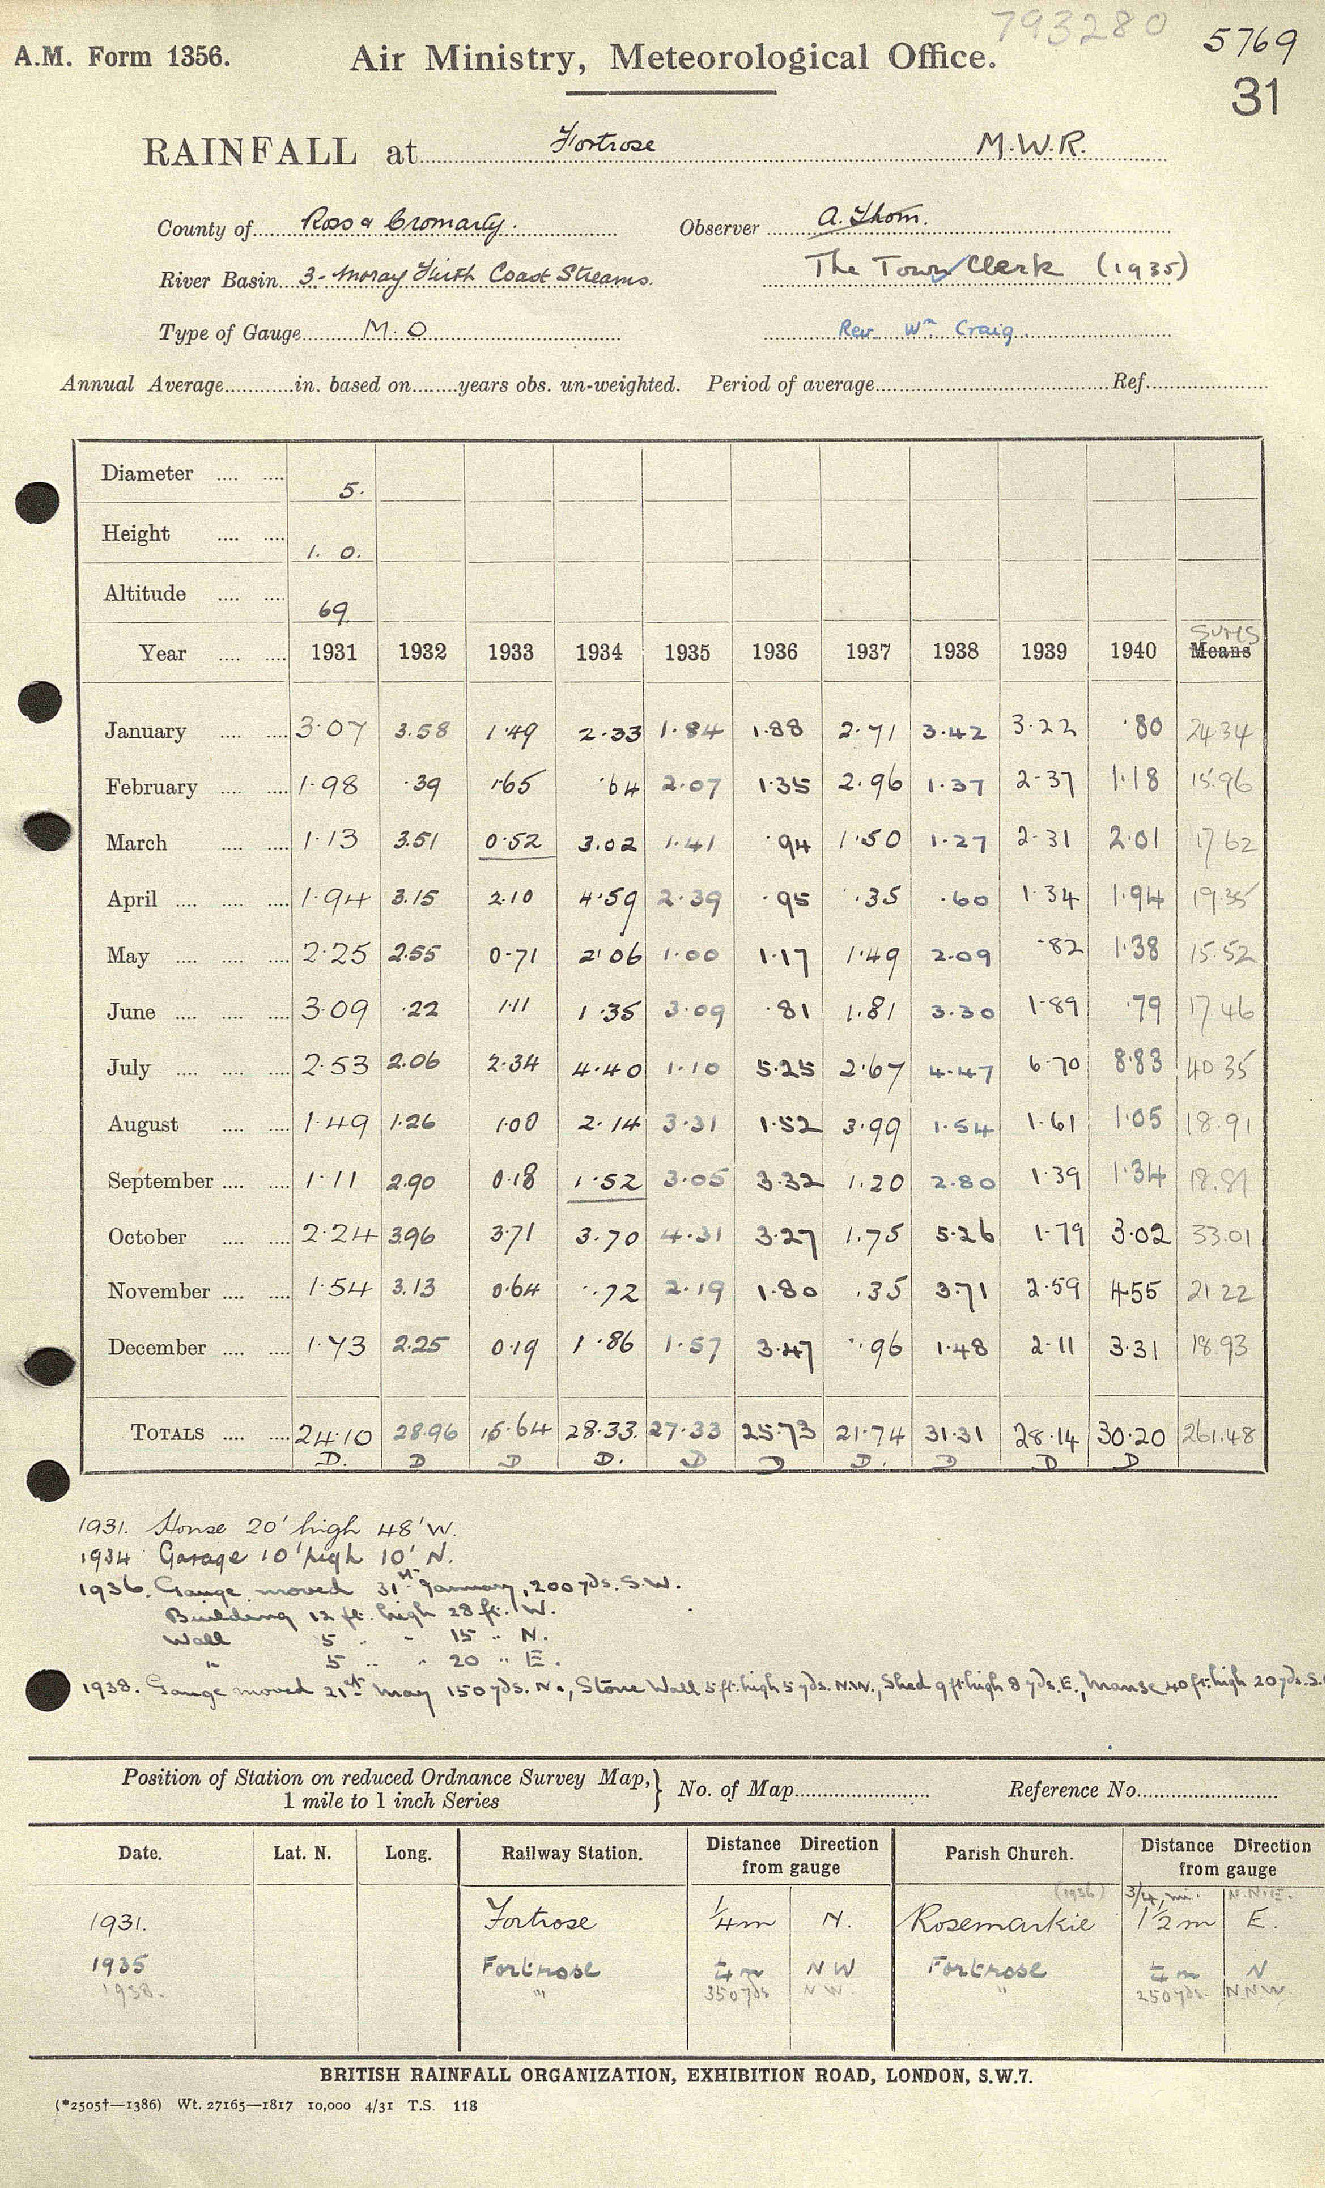 793280
5769
A.M. Form 1356. Air Ministry, Meteorological Office.
31
RAINFALL at Fortrose M.W.R.
County of Ross & Cromarty. Observer A. Thom.
River Basin 3 - Moray Firth Coast Streams. The Town Clerk (1935)
Type of Gauge M.O Rev Wm Craig
Annual Average in. based on years obs. un-weighted. Period of average Ref.
Diameter 5.
Height 1. 0.
Altitude 69
Year 1931 1932 1933 1934 1935 1936 1937 1938 1939 1940 Sums Means
January 3.07 3.58 1.49 2.33 1.84 1.88 2.71 3.42 3.22 .80 24.34
February 1.98 .39 1.65 .64 2.07 1.35 2.96 1.37 2.37 1.18 15.96
March 1.13 3.51 0.52 3.02 1.41 .94 1.50 1.27 2.31 2.01 17.62
April 1.94 3.15 2.10 4.59 2.39 .95 .35 .60 1.34 1.94 19.35
May 2.25 2.55 0.71 2.06 1.00 1.17 1.49 2.09 .82 1.38 15.52
June 3.09 .22 1.11 1.35 3.09 .81 1.81 3.30 1.89 .79 17.46
July 2.53 2.06 2.34 4.40 1.10 5.25 2.67 4.47 6.70 8.83 40.35
August 1.49 1.26 1.00 2.14 3.31 1.52 3.99 1.54 1.61 1.05 18.91
September 1.11 2.90 0.18 1.52 3.05 3.32 1.20 2.80 1.39 1.34 18.81
October 2.24 3.96 3.71 3.70 4.31 3.27 1.75 5.26 1.79 3.02 33.01
November 1.54 3.13 0.64 .72 2.19 1.80 .35 3.71 2.59 4.55 21.22
December 1.73 2.25 0.19 1.86 1.57 3.47 .96 1.48 2.11 3.31 18.93
TOTALS 24.10 28.96 15.64 28.33. 27.33 25.73 21.74 31.31 28.14 30.20 261.48
D. D D D. D D D. D D D
1931. House 20' high 48' W.
1934 Garage 10' high 10' N.
1936. Gauge moved 31st January, 200 yds. S.W.
Building 12 ft. high 28 ft. W.
Wall 5 .. " 15 .. N.
" 5 .. " 20 .. E.
1938. Gauge moved 21st May 150 yds. N., Stone Wall 5 ft. high 5 yds. N.W., Shed 9 ft high 8 yds. E., Manse 40 ft. high 20 yds. S.
Position of Station on reduced Ordnance Survey Map, 1 mile to 1 inch Series } No. of Map Reference No.
Date. Lat. N. Long. Railway Station. Distance Direction from gauge Parish Church. Distance Direction from gauge
(1936) 3/4 mi. N.N.E.
1931. Fortrose 1/4 m N. Rosemarkie 1 1/2 m E.
1935 Fortrose 1/4 m NW Fortrose 1/4 m N
1938. " 350 yds N W. " 250 yds. N N W.
BRITISH RAINFALL ORGANIZATION, EXHIBITION ROAD, LONDON, S.W.7.
(*2505†—1386) Wt. 27165—1817 10,000 4/31 T.S. 118